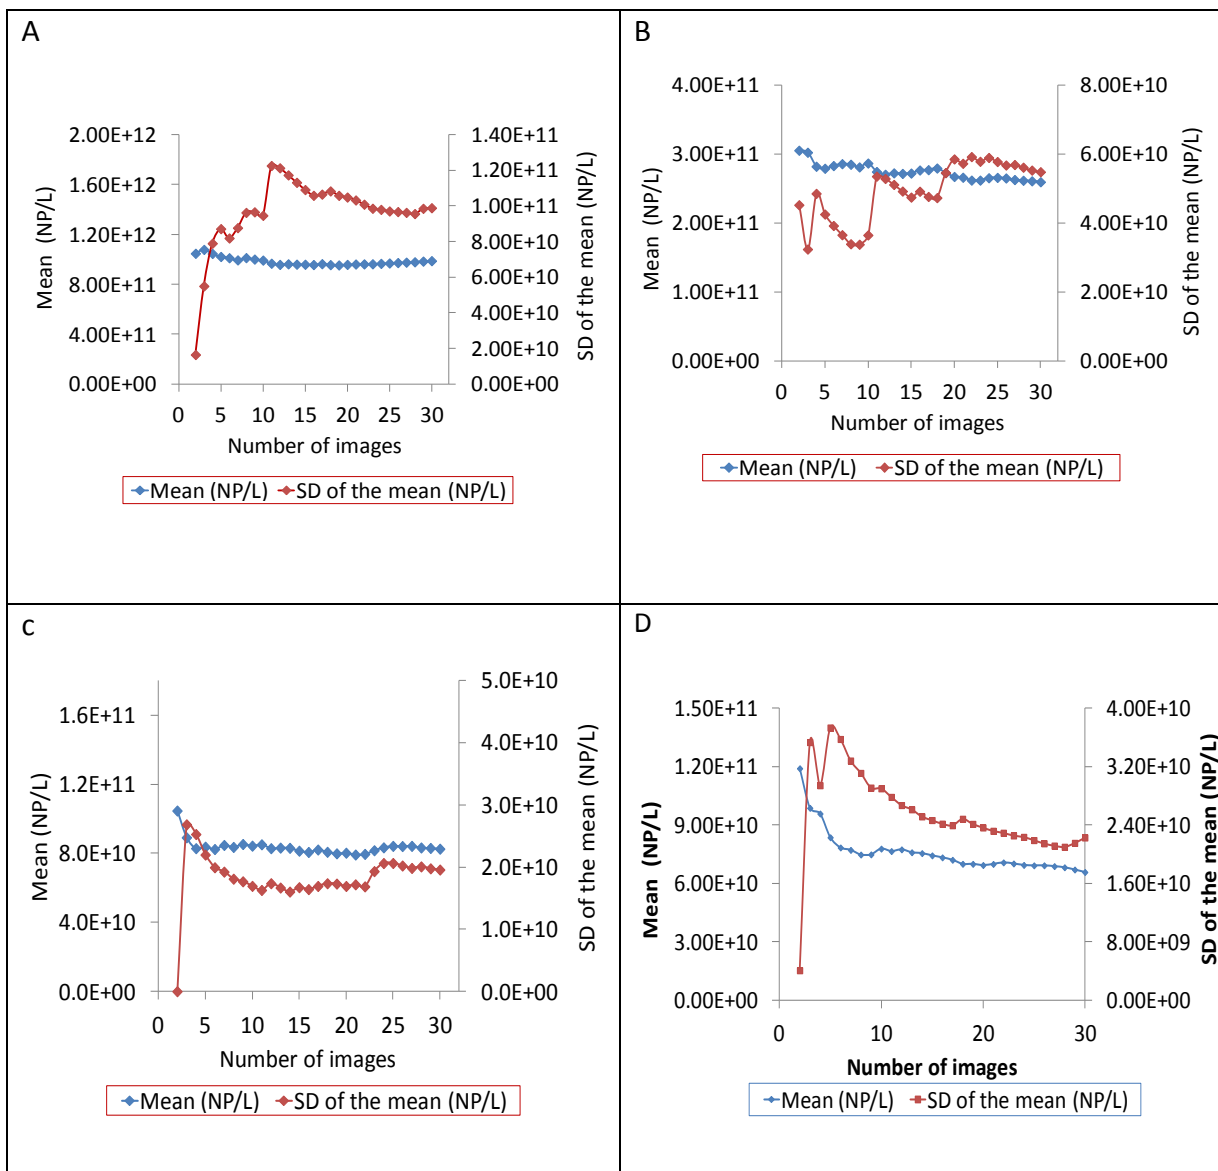 A
2.00E+12
1.60E+12
1.20E+12
8.00E+11
4.00E+11
0.00E+00
Mean (NP/L)
1.40E+11
1.20E+11
1.00E+11
8.00E+10
6.00E+10
4.00E+10
2.00E+10
0.00E+00
SD of the mean (NP/L)
0 5 10 15 20 25 30
Number of images
Mean (NP/L) SD of the mean (NP/L)
B
4.00E+11
3.00E+11
2.00E+11
1.00E+11
0.00E+00
Mean (NP/L)
8.00E+10
6.00E+10
4.00E+10
2.00E+10
0.00E+00
SD of the mean (NP/L)
0 5 10 15 20 25 30
Number of images
Mean (NP/L) SD of the mean (NP/L)
c
1.6E+11
1.2E+11
8.0E+10
4.0E+10
0.0E+00
Mean (NP/L)
5.0E+10
4.0E+10
3.0E+10
2.0E+10
1.0E+10
0.0E+00
SD of the mean (NP/L)
0 5 10 15 20 25 30
Number of images
Mean (NP/L) SD of the mean (NP/L)
D
1.50E+11
1.20E+11
9.00E+10
6.00E+10
3.00E+10
0.00E+00
Mean (NP/L)
4.00E+10
3.20E+10
2.40E+10
1.60E+10
8.00E+09
0.00E+00
SD of the mean (NP/L)
0 10 20 30
Number of images
Mean (NP/L) SD of the mean (NP/L)